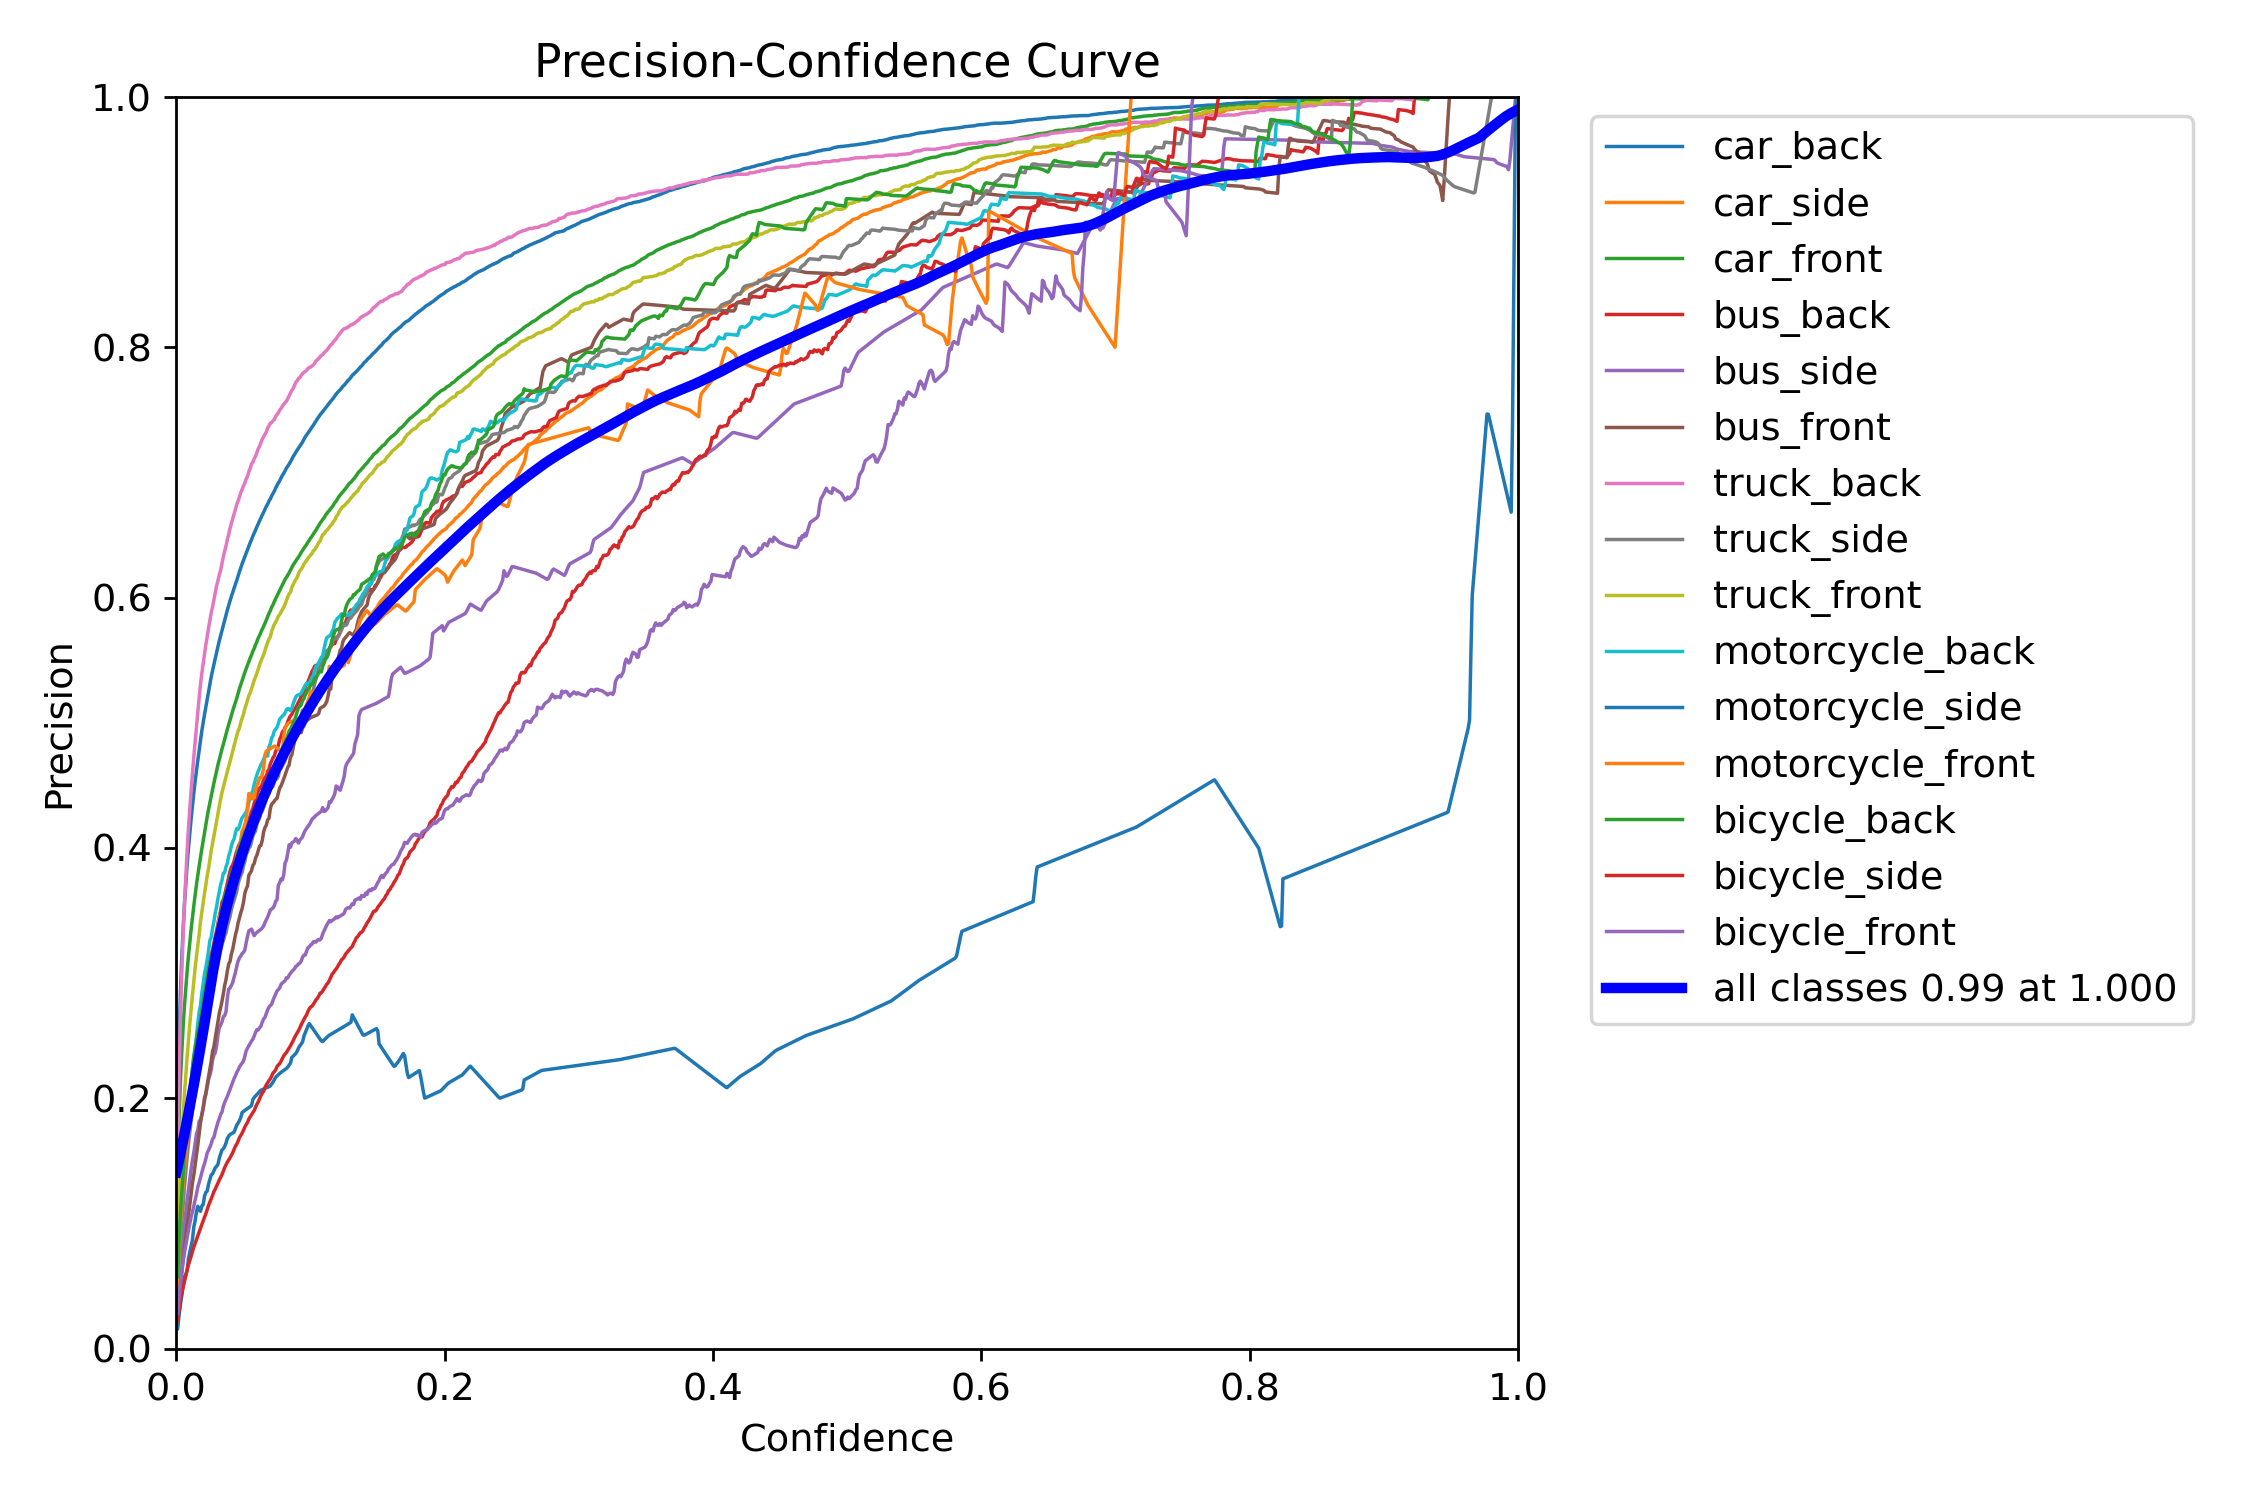 Precision-Confidence Curve
1.0
0.8
0.6
0.4
0.2
0.0
Precision
0.0 0.2 0.4 0.6 0.8 1.0
Confidence
car_back
car_side
car_front
bus_back
bus_side
bus_front
truck_back
truck_side
truck_front
motorcycle_back
motorcycle_side
motorcycle_front
bicycle_back
bicycle_side
bicycle_front
all classes 0.99 at 1.000